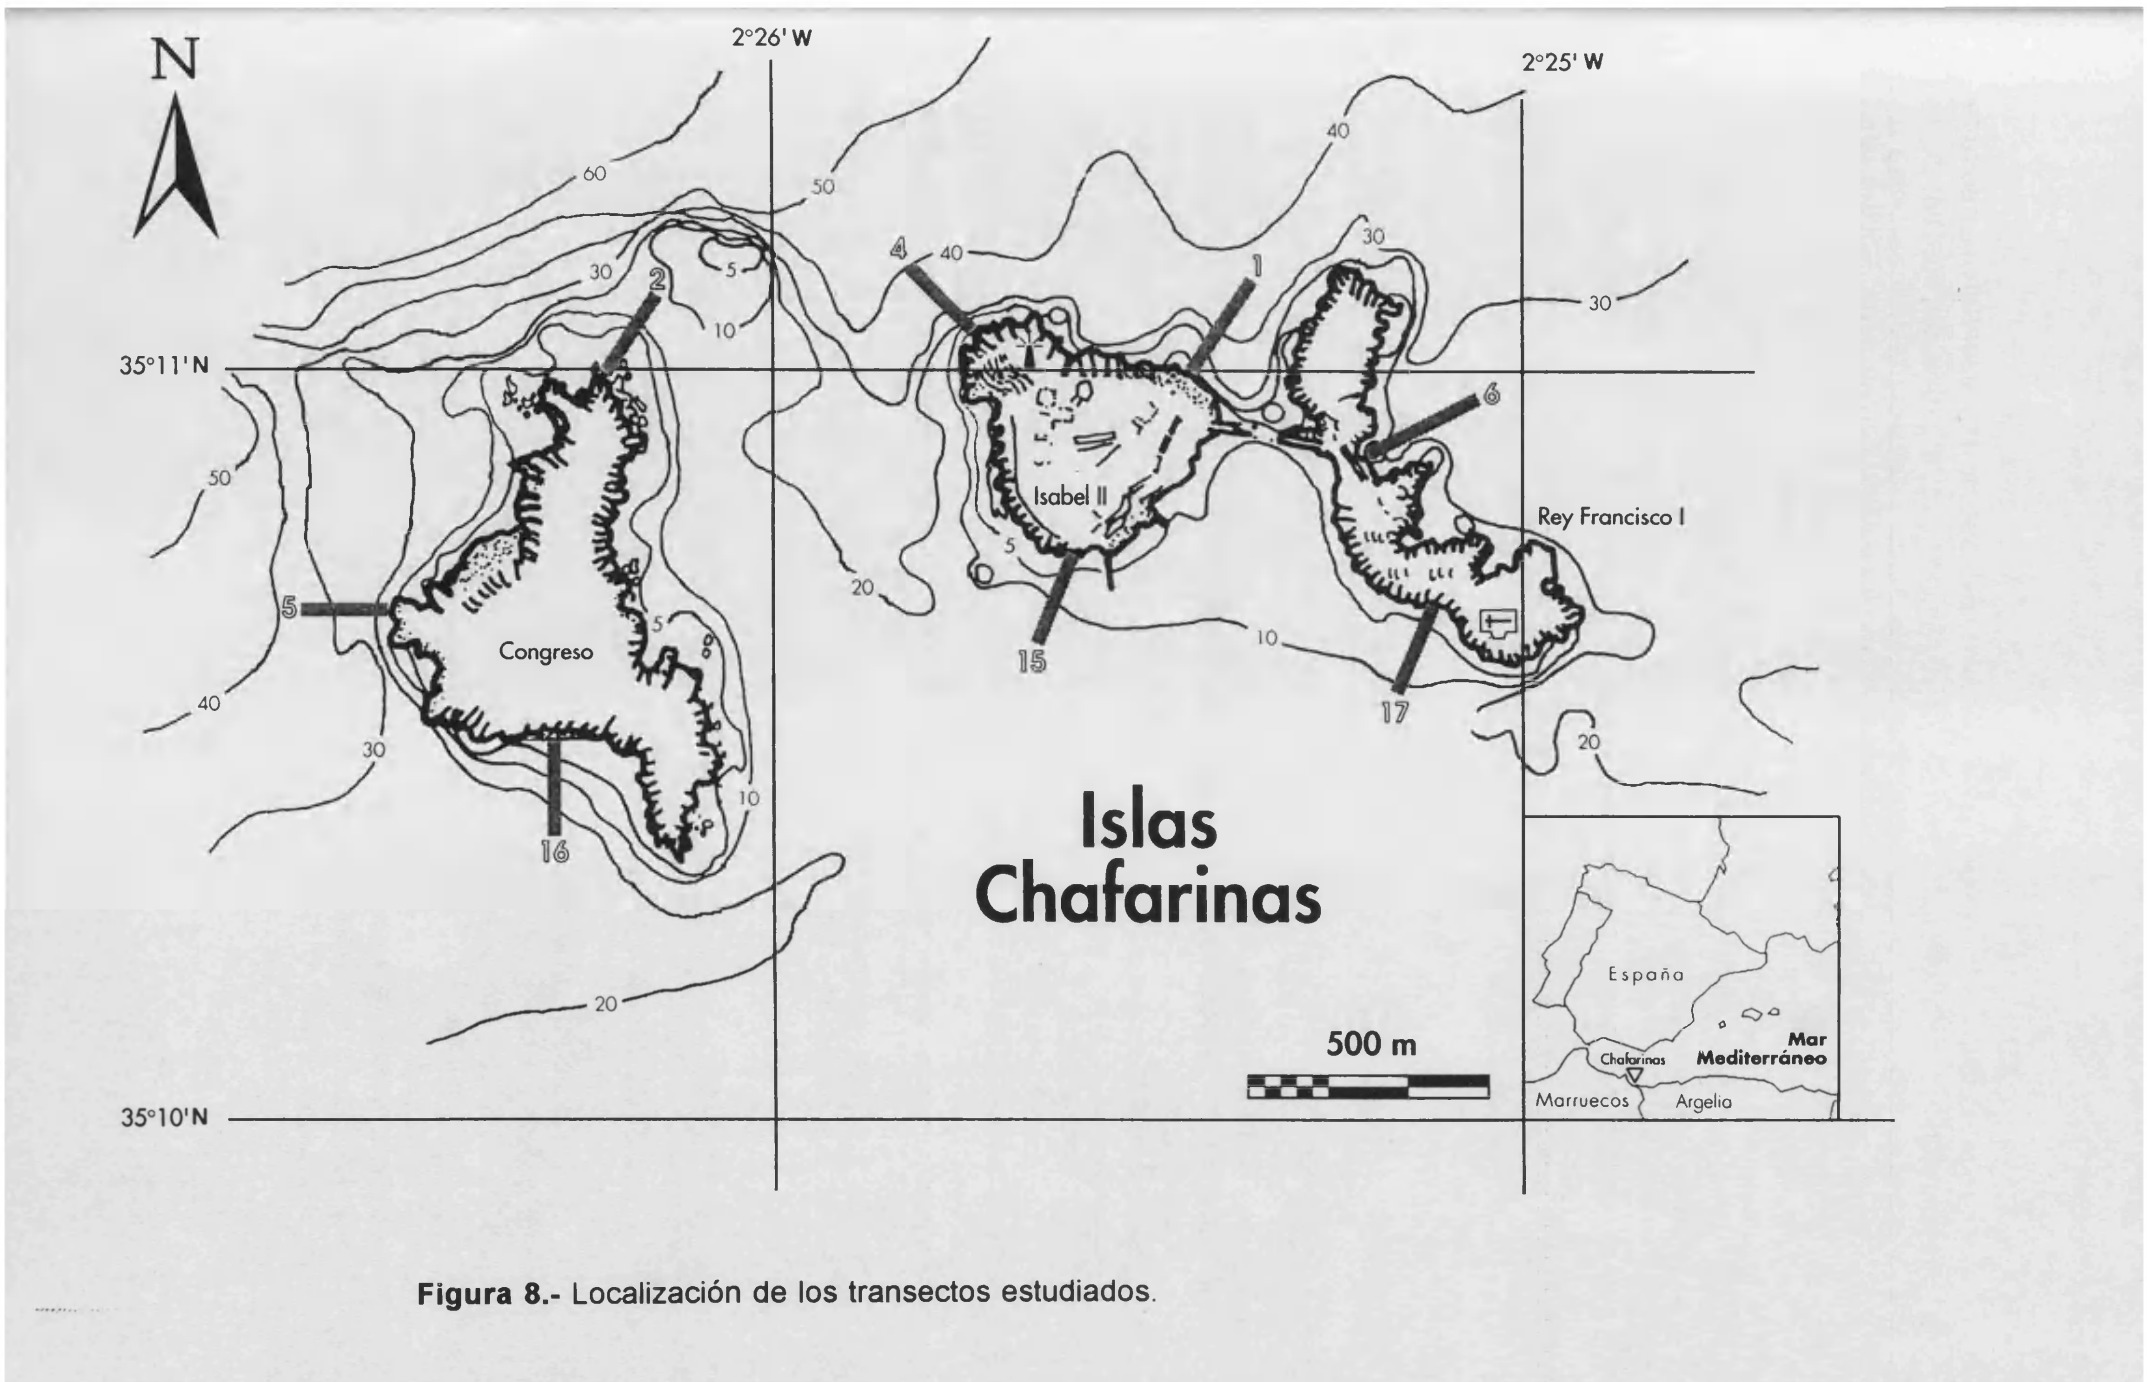 N
2°26' W
2°25' W
40
60
50
30
4
40
30
5
2
1
30
10
35°11'N
6
50
Isabel II
Rey Francisco I
5
20
5
5
10
Congreso
15
40
17
30
20
10
Islas
Chafarinas
16
España
20
500 m
Mar
Mediterráneo
Chafarinas
Marruecos
Argelia
35°10'N
Figura 8.- Localización de los transectos estudiados.